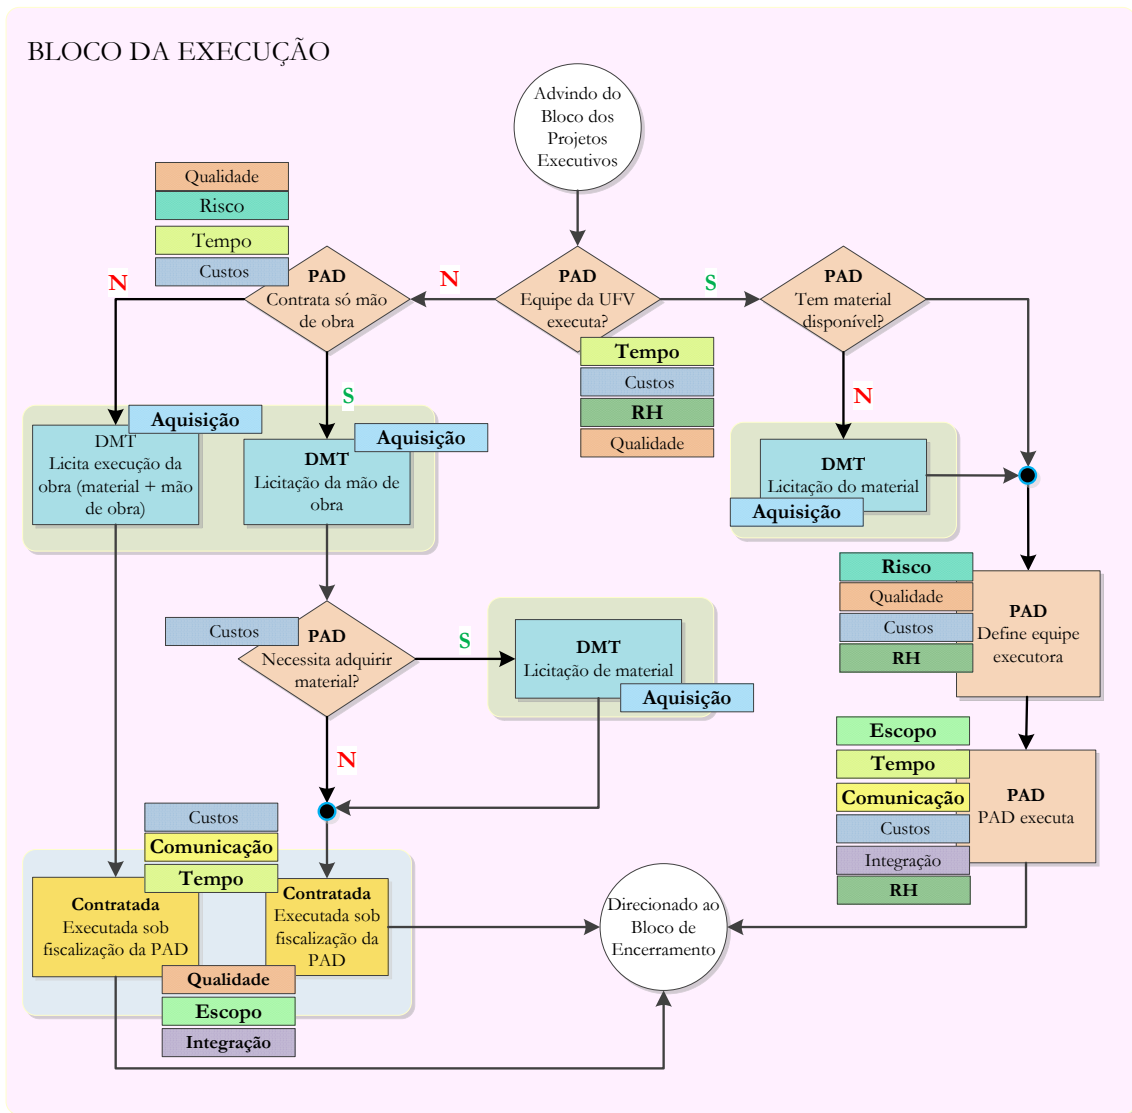 BLOCO DA EXECUÇÃO
Advindo do
Bloco dos
Projetos
Executivos
Qualidade
Risco
Tempo
Custos
N
PAD
Contrata só mão
de obra
N
PAD
Equipe da UFV
executa?
S
PAD
Tem material
disponível?
Tempo
Custos
RH
Qualidade
S
N
Aquisição
DMT
Licita execução da
obra (material + mão
de obra)
Aquisição
DMT
Licitação da mão de
obra
DMT
Licitação do material
Aquisição
Risco
Qualidade
Custos
RH
PAD
Define equipe
executora
Custos
PAD
Necessita adquirir
material?
S
DMT
Licitação de material
Aquisição
N
Escopo
Tempo
Comunicação
Custos
Integração
RH
PAD
PAD executa
Custos
Comunicação
Tempo
Contratada
Executada sob
fiscalização da PAD
Contratada
Executada sob
fiscalização da
PAD
Qualidade
Escopo
Integração
Direcionado ao
Bloco de
Encerramento